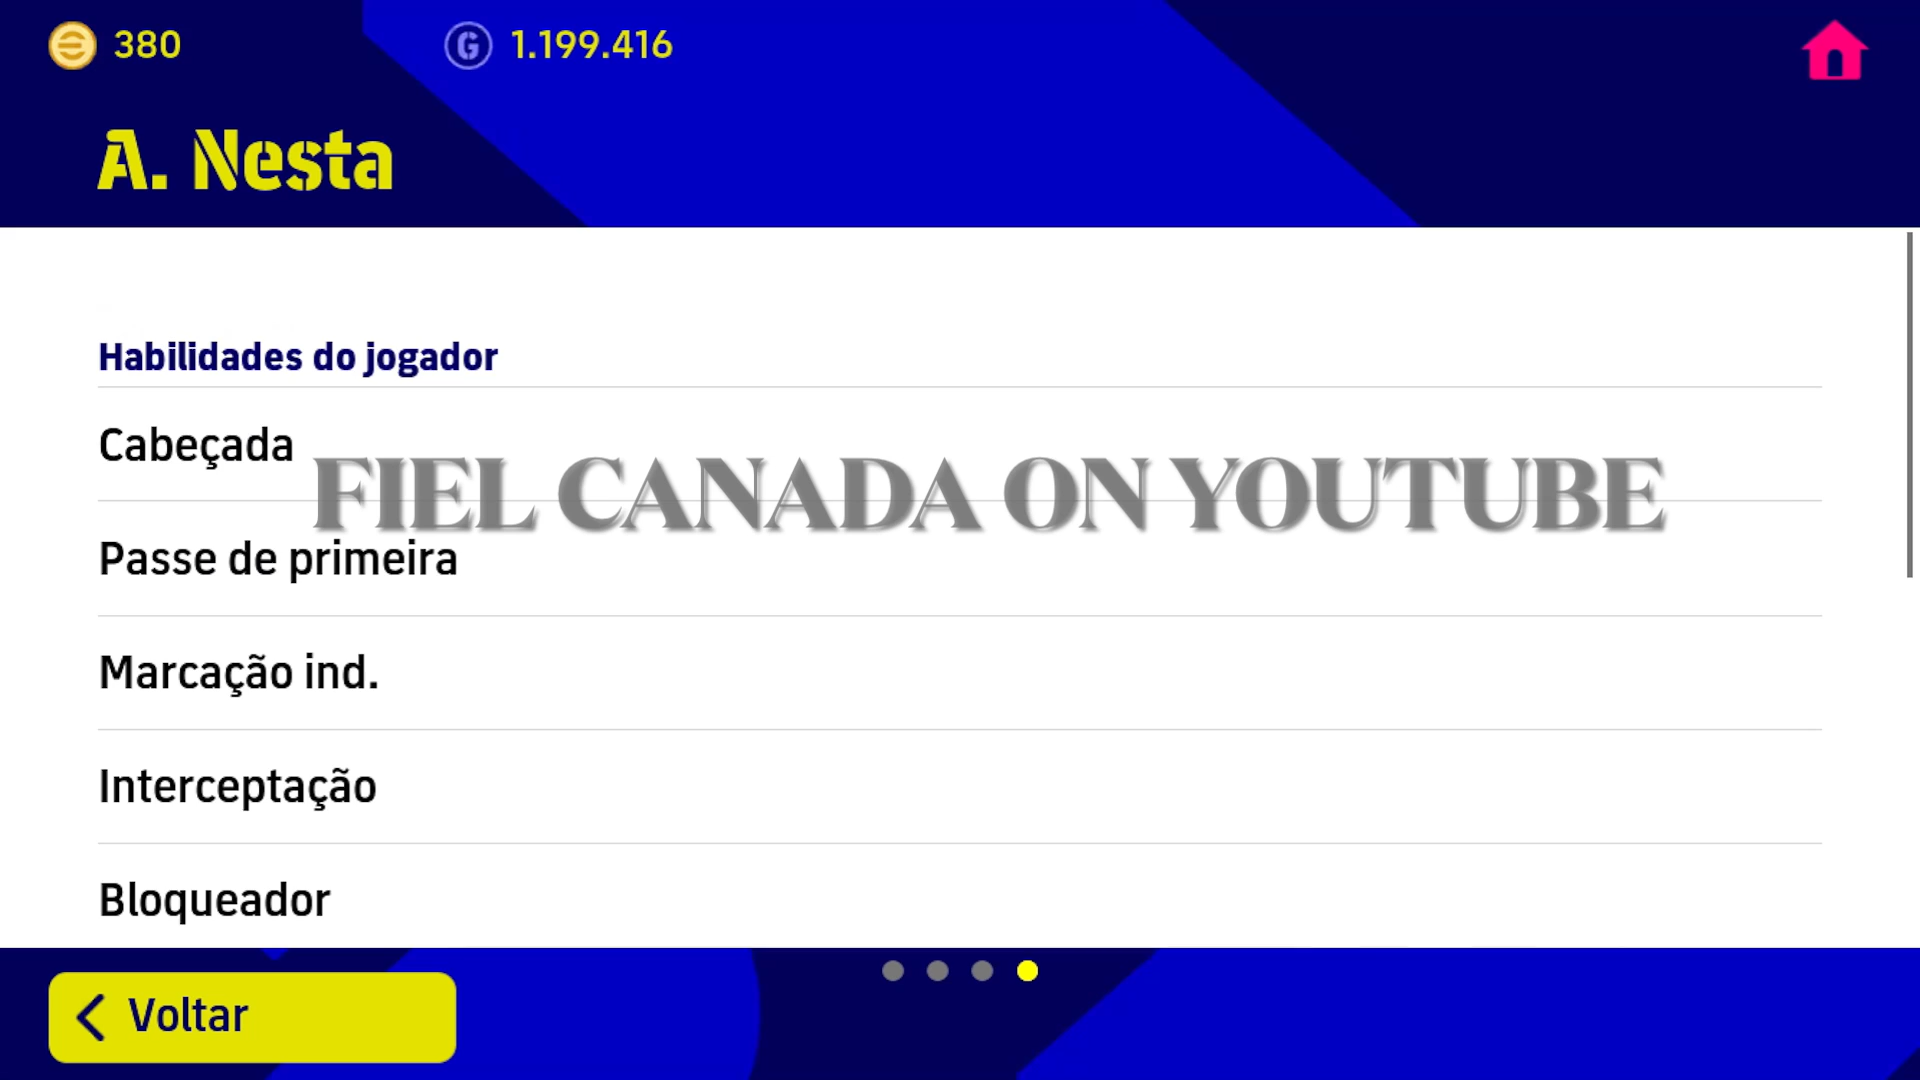 380
1.199.416
A. Nesta
Habilidades do jogador
Cabeçada
FIEL CANADA ON YOUTUBE
Passe de primeira
Marcação ind.
Interceptação
Bloqueador
Voltar